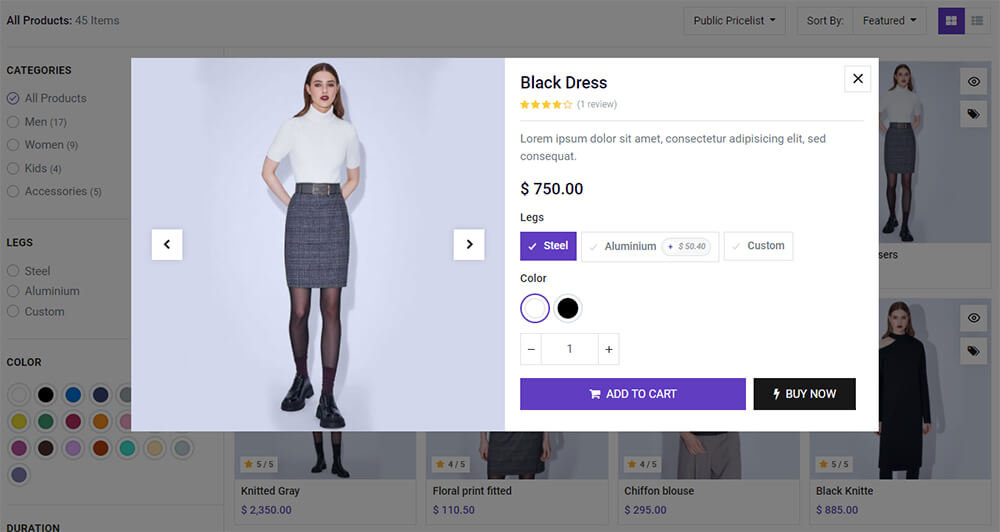 All Products: 45 Items
Public Pricelist
Sort By:
Featured
CATEGORIES
All Products
Men (17)
Women (9)
Kids (4)
Accessories (5)
LEGS
Steel
Aluminium
Custom
COLOR
DURATION
Black Dress
(1 review)
Lorem ipsum dolor sit amet, consectetur adipisicing elit, sed
consequat.
$ 750.00
Legs
Steel
Aluminium + $ 50.40
Custom
Color
− 1 +
ADD TO CART
BUY NOW
5 / 5
Knitted Gray
$ 2,350.00
4 / 5
Floral print fitted
$ 110.50
4 / 5
Chiffon blouse
$ 295.00
5 / 5
Black Knitte
$ 885.00